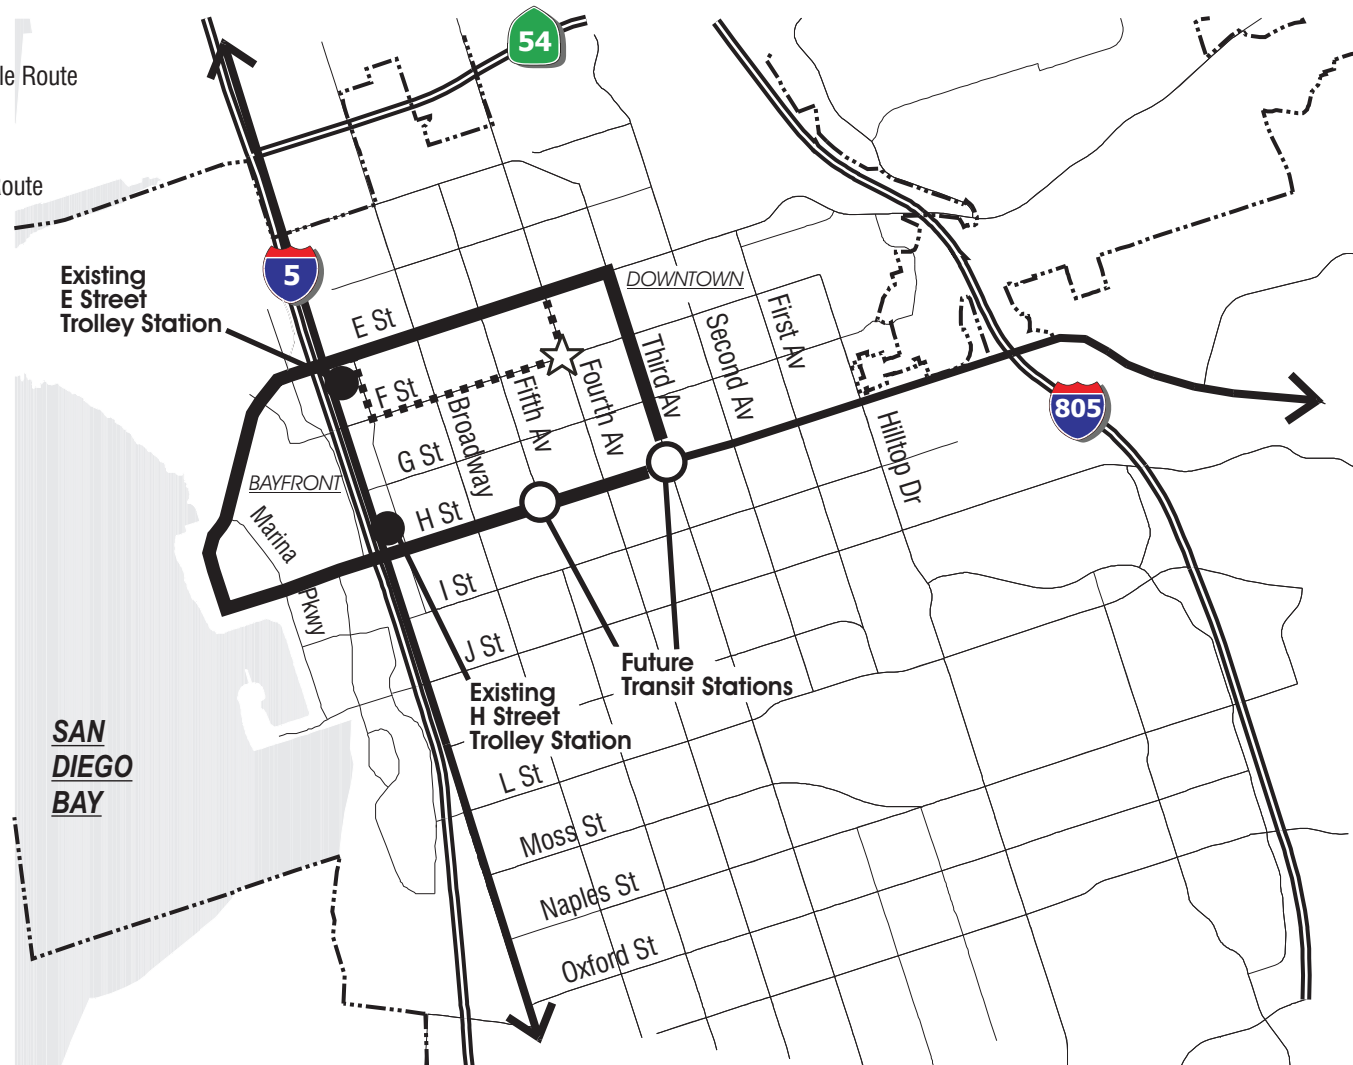 54
le Route
oute
5
Existing
E Street
Trolley Station
DOWNTOWN
E St
First Av
Second Av
Third Av
Fourth Av
Fifth Av
F St
Broadway
805
G St
Hilltop Dr
BAYFRONT
H St
Marina
Pkwy
I St
J St
Future
Transit Stations
Existing
H Street
Trolley Station
SAN
DIEGO
BAY
L St
Moss St
Naples St
Oxford St